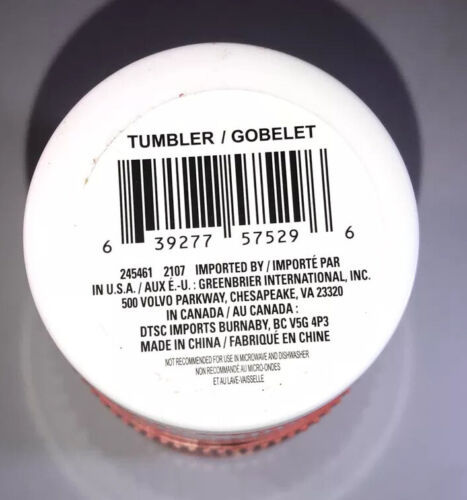 TUMBLER / GOBELET
6 39277 57529 6
245461 2107 IMPORTED BY / IMPORTÉ PAR
IN U.S.A. / AUX É.-U. : GREENBRIER INTERNATIONAL, INC.
500 VOLVO PARKWAY, CHESAPEAKE, VA 23320
IN CANADA / AU CANADA :
DTSC IMPORTS BURNABY, BC V5G 4P3
MADE IN CHINA / FABRIQUÉ EN CHINE
NOT RECOMMENDED FOR USE IN MICROWAVE AND DISHWASHER
NON RECOMMANDÉ AU MICRO-ONDES
ET AU LAVE-VAISSELLE